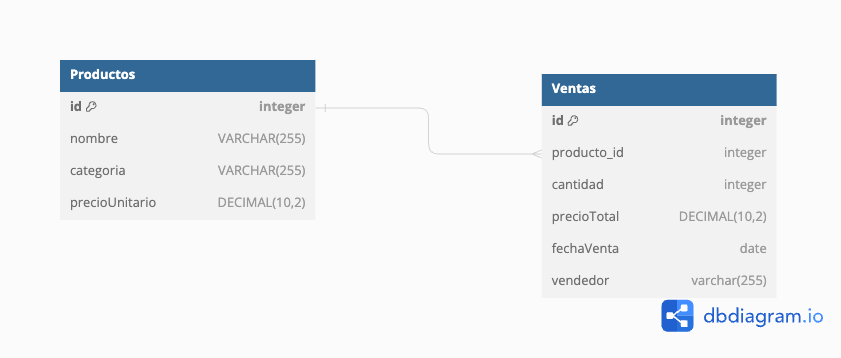 Productos
id integer
nombre VARCHAR(255)
categoria VARCHAR(255)
precioUnitario DECIMAL(10,2)
Ventas
id integer
producto_id integer
cantidad integer
precioTotal DECIMAL(10,2)
fechaVenta date
vendedor varchar(255)
dbdiagram.io